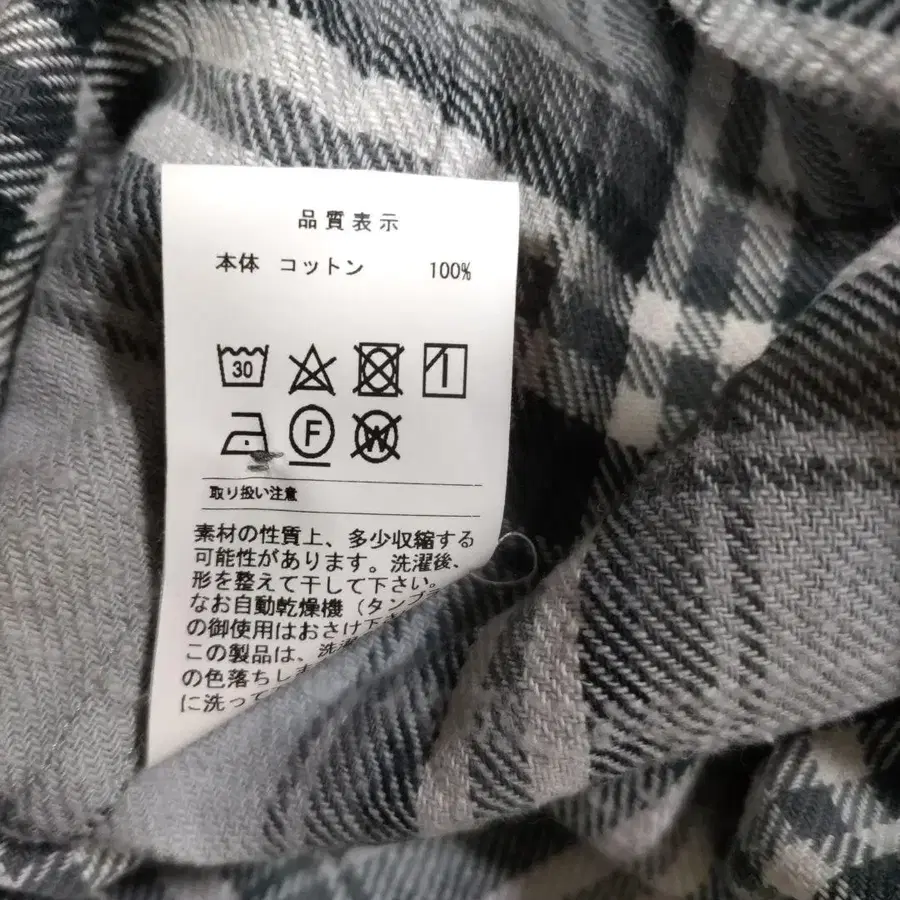 品質表示
本体 コットン 100%
30
F W
取り扱い注意
素材の性質上、多少収縮する
可能性があります。洗濯後、
形を整えて干して下さい。
なお自動乾燥機（タンブ
の御使用はおさけ下
この製品は、洗濯
の色落ちしま
に洗って